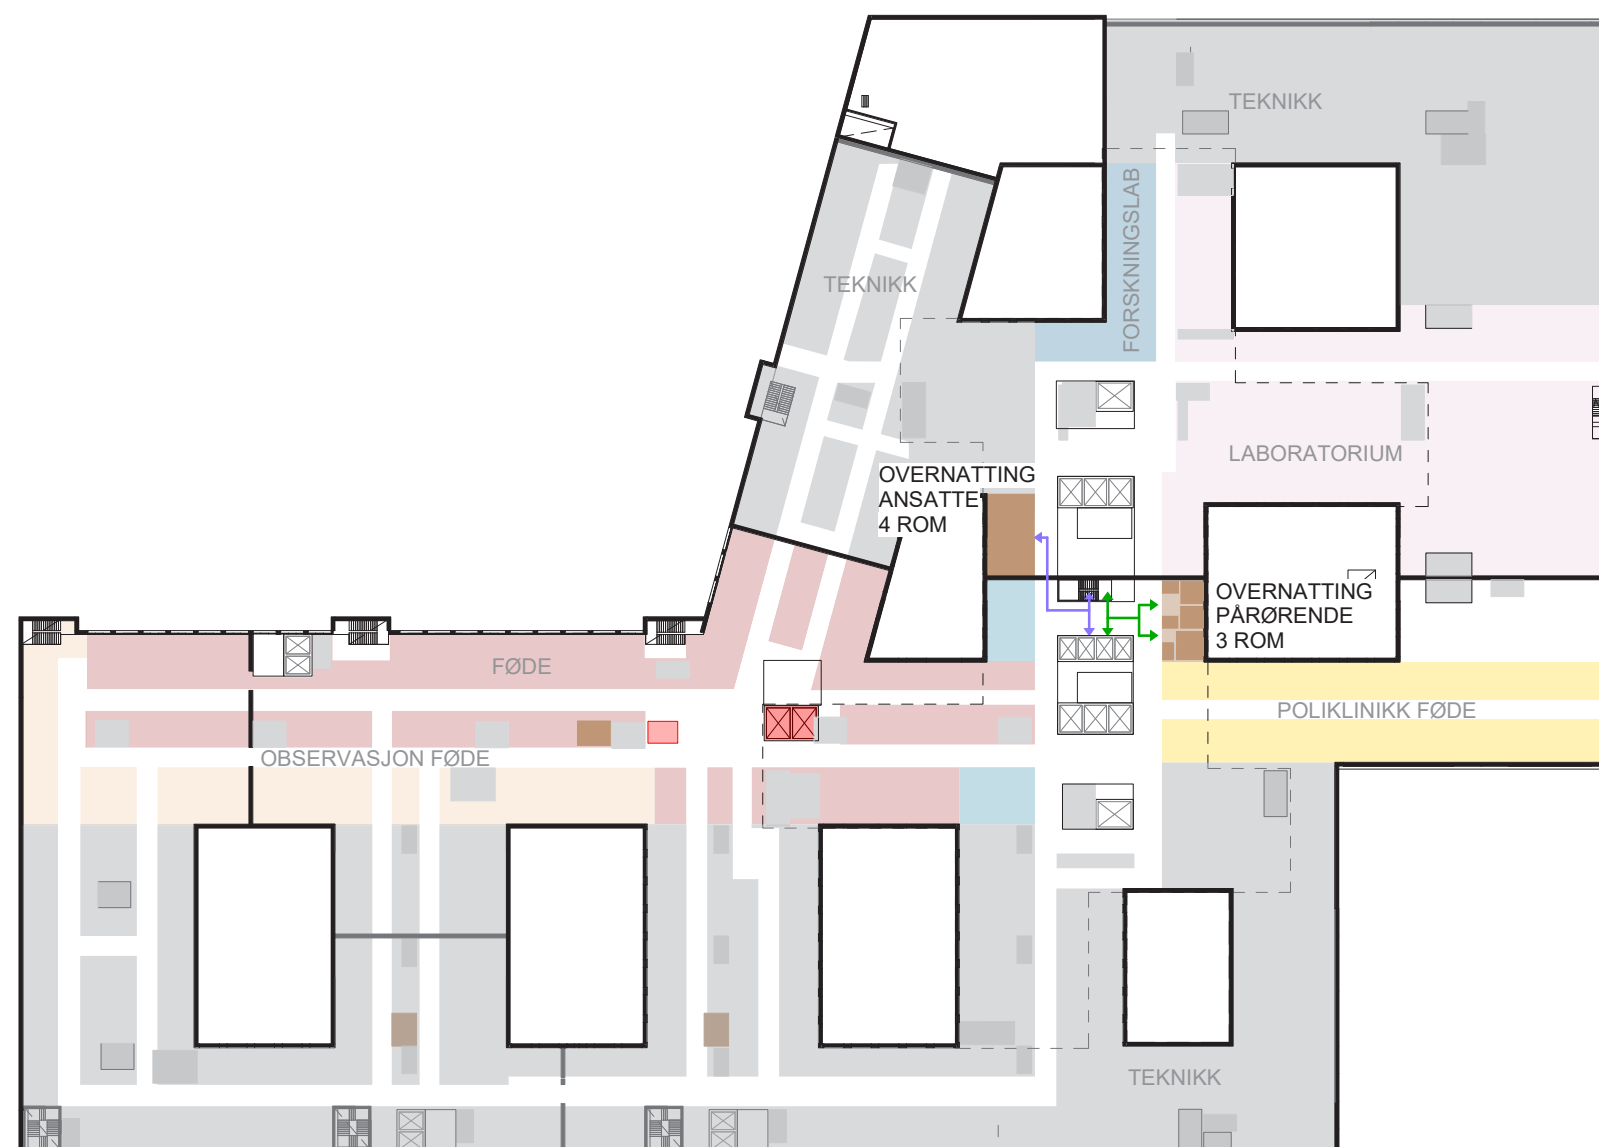 TEKNIKK
FORSKNINGSLAB
TEKNIKK
LABORATORIUM
OVERNATTING
ANSATTE
4 ROM
OVERNATTING
PÅRØRENDE
3 ROM
FØDE
POLIKLINIKK FØDE
OBSERVASJON FØDE
TEKNIKK